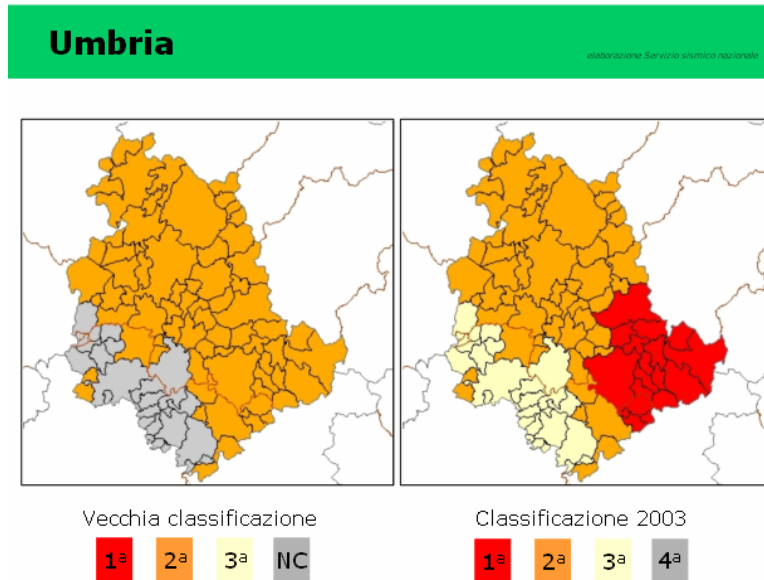 Umbria
elaborazione Servizio sismico nazionale
Vecchia classificazione
1ª 2ª 3ª NC
Classificazione 2003
1ª 2ª 3ª 4ª